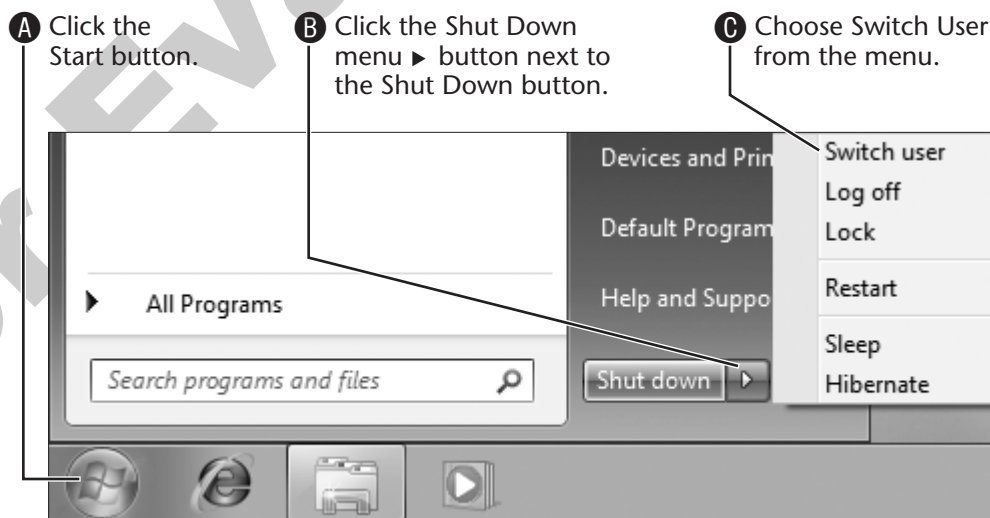 A Click the
Start button.
B Click the Shut Down
menu ▶ button next to
the Shut Down button.
C Choose Switch User
from the menu.
Devices and Prin
Default Program
Help and Suppo
All Programs
Search programs and files
Shut down
Switch user
Log off
Lock
Restart
Sleep
Hibernate